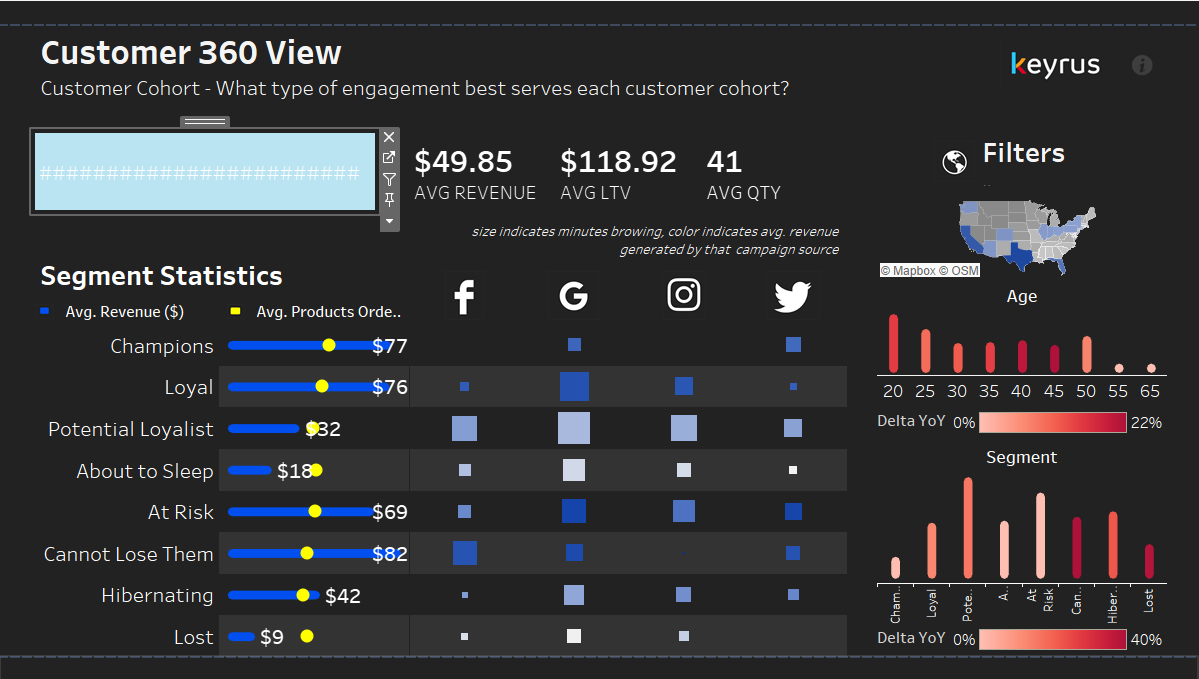 Customer 360 View
keyrus
Customer Cohort - What type of engagement best serves each customer cohort?
########################
$49.85
AVG REVENUE
$118.92
AVG LTV
41
AVG QTY
Filters
size indicates minutes browing, color indicates avg. revenue
generated by that campaign source
© Mapbox © OSM
Segment Statistics
Avg. Revenue ($)
Avg. Products Orde..
Champions $77
Loyal $76
Potential Loyalist $32
About to Sleep $18
At Risk $69
Cannot Lose Them $82
Hibernating $42
Lost $9
Age
20 25 30 35 40 45 50 55 65
Delta YoY 0% 22%
Segment
Cham..
Loyal
Pote..
A..
At
Risk
Can..
Hiber..
Lost
Delta YoY 0% 40%